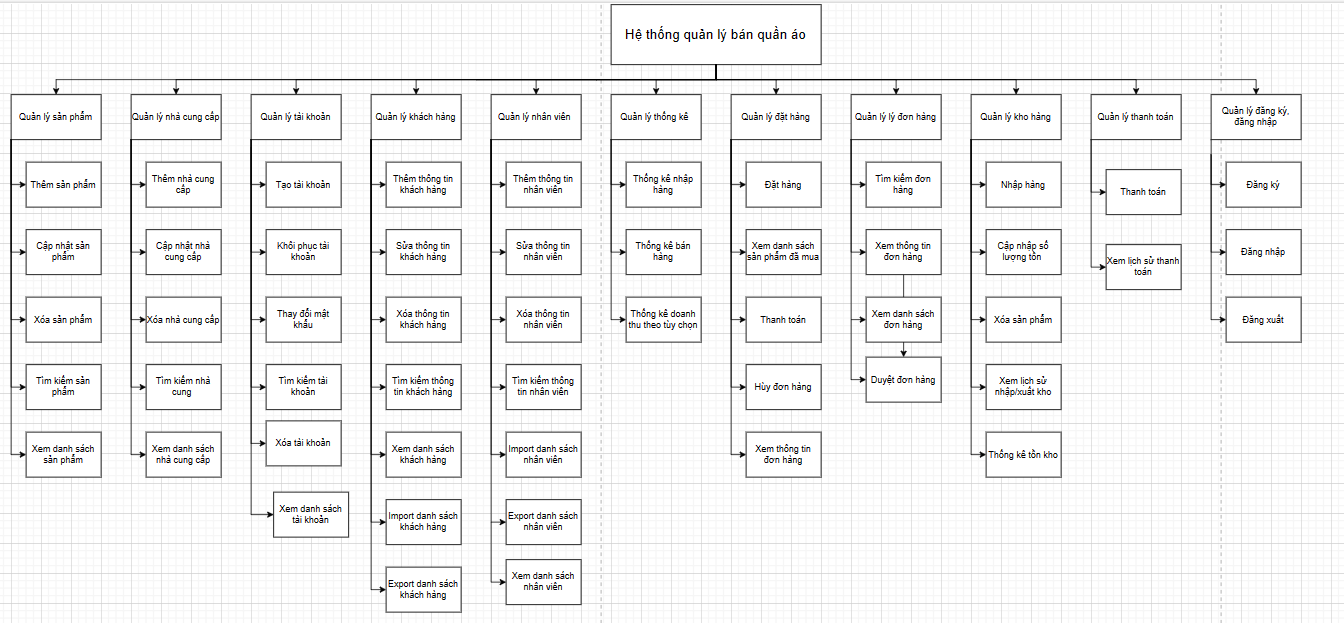 Hệ thống quản lý bán quần áo
Quản lý sản phẩm
Thêm sản phẩm
Cập nhật sản
phẩm
Xóa sản phẩm
Tìm kiếm sản
phẩm
Xem danh sách
sản phẩm
Quản lý nhà cung cấp
Thêm nhà cung
cấp
Cập nhật nhà
cung cấp
Xóa nhà cung cấp
Tìm kiếm nhà
cung
Xem danh sách
nhà cung cấp
Quản lý tài khoản
Tạo tài khoản
Khôi phục tài
khoản
Thay đổi mật
khẩu
Tìm kiếm tài
khoản
Xóa tài khoản
Xem danh sách
tài khoản
Quản lý khách hàng
Thêm thông tin
khách hàng
Sửa thông tin
khách hàng
Xóa thông tin
khách hàng
Tìm kiếm thông
tin khách hàng
Xem danh sách
khách hàng
Import danh sách
khách hàng
Export danh sách
khách hàng
Quản lý nhân viên
Thêm thông tin
nhân viên
Sửa thông tin
nhân viên
Xóa thông tin
nhân viên
Tìm kiếm thông
tin nhân viên
Import danh sách
nhân viên
Export danh sách
nhân viên
Xem danh sách
nhân viên
Quản lý thống kê
Thống kê nhập
hàng
Thống kê bán
hàng
Thống kê doanh
thu theo tùy chọn
Quản lý đặt hàng
Đặt hàng
Xem danh sách
sản phẩm đã mua
Thanh toán
Hủy đơn hàng
Xem thông tin
đơn hàng
Quản lý lý đơn hàng
Tìm kiếm đơn
hàng
Xem thông tin
đơn hàng
Xem danh sách
đơn hàng
Duyệt đơn hàng
Quản lý kho hàng
Nhập hàng
Cập nhập số
lượng tồn
Xóa sản phẩm
Xem lịch sử
nhập/xuất kho
Thống kê tồn kho
Quản lý thanh toán
Thanh toán
Xem lịch sử thanh
toán
Quản lý đăng ký,
đăng nhập
Đăng ký
Đăng nhập
Đăng xuất